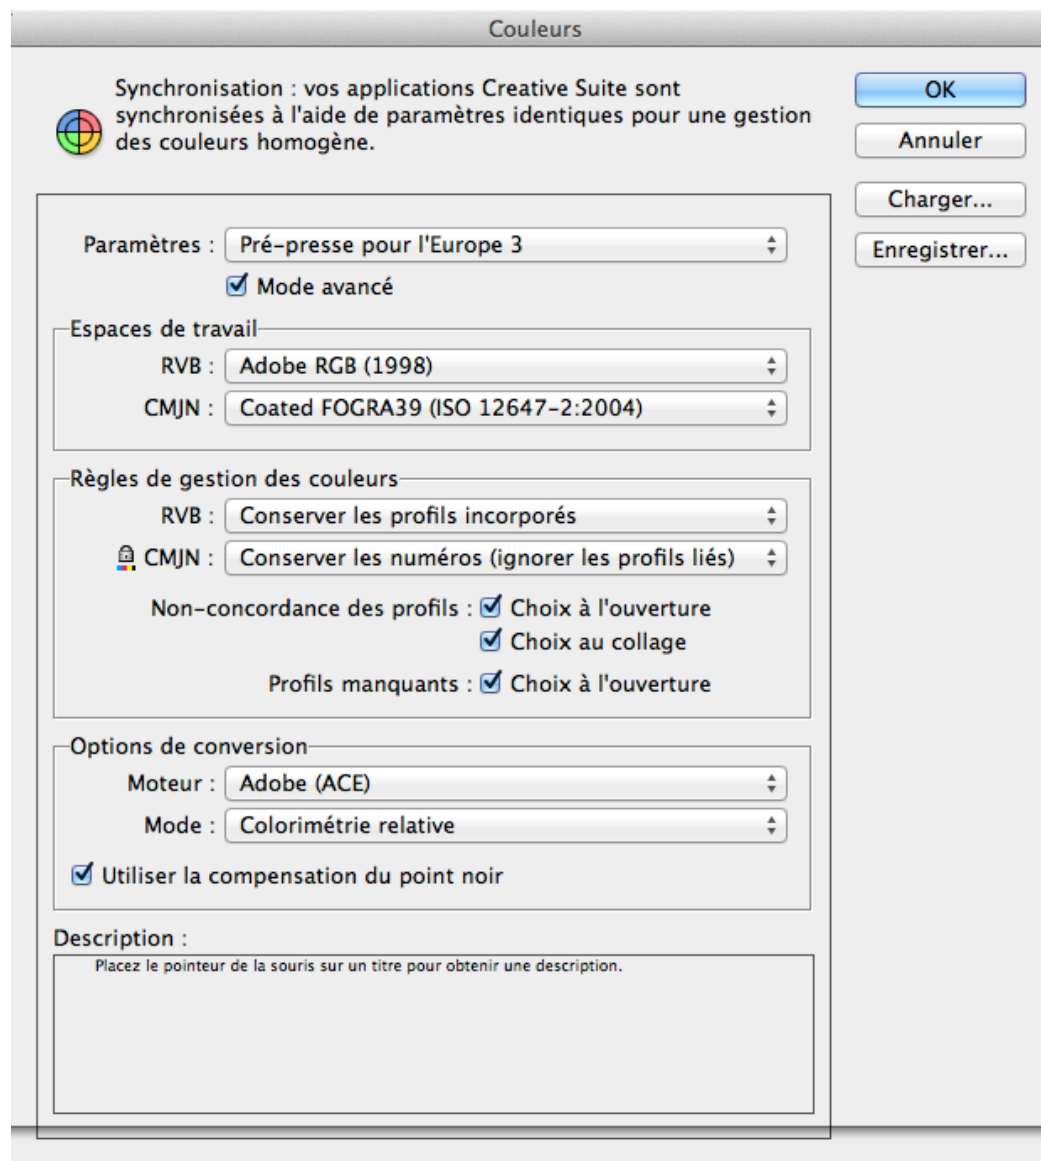 Couleurs
Synchronisation : vos applications Creative Suite sont
synchronisées à l'aide de paramètres identiques pour une gestion
des couleurs homogène.
OK
Annuler
Charger...
Enregistrer...
Paramètres : Pré-presse pour l'Europe 3
Mode avancé
Espaces de travail
RVB : Adobe RGB (1998)
CMJN : Coated FOGRA39 (ISO 12647-2:2004)
Règles de gestion des couleurs
RVB : Conserver les profils incorporés
CMJN : Conserver les numéros (ignorer les profils liés)
Non-concordance des profils : Choix à l'ouverture
Choix au collage
Profils manquants : Choix à l'ouverture
Options de conversion
Moteur : Adobe (ACE)
Mode : Colorimétrie relative
Utiliser la compensation du point noir
Description :
Placez le pointeur de la souris sur un titre pour obtenir une description.